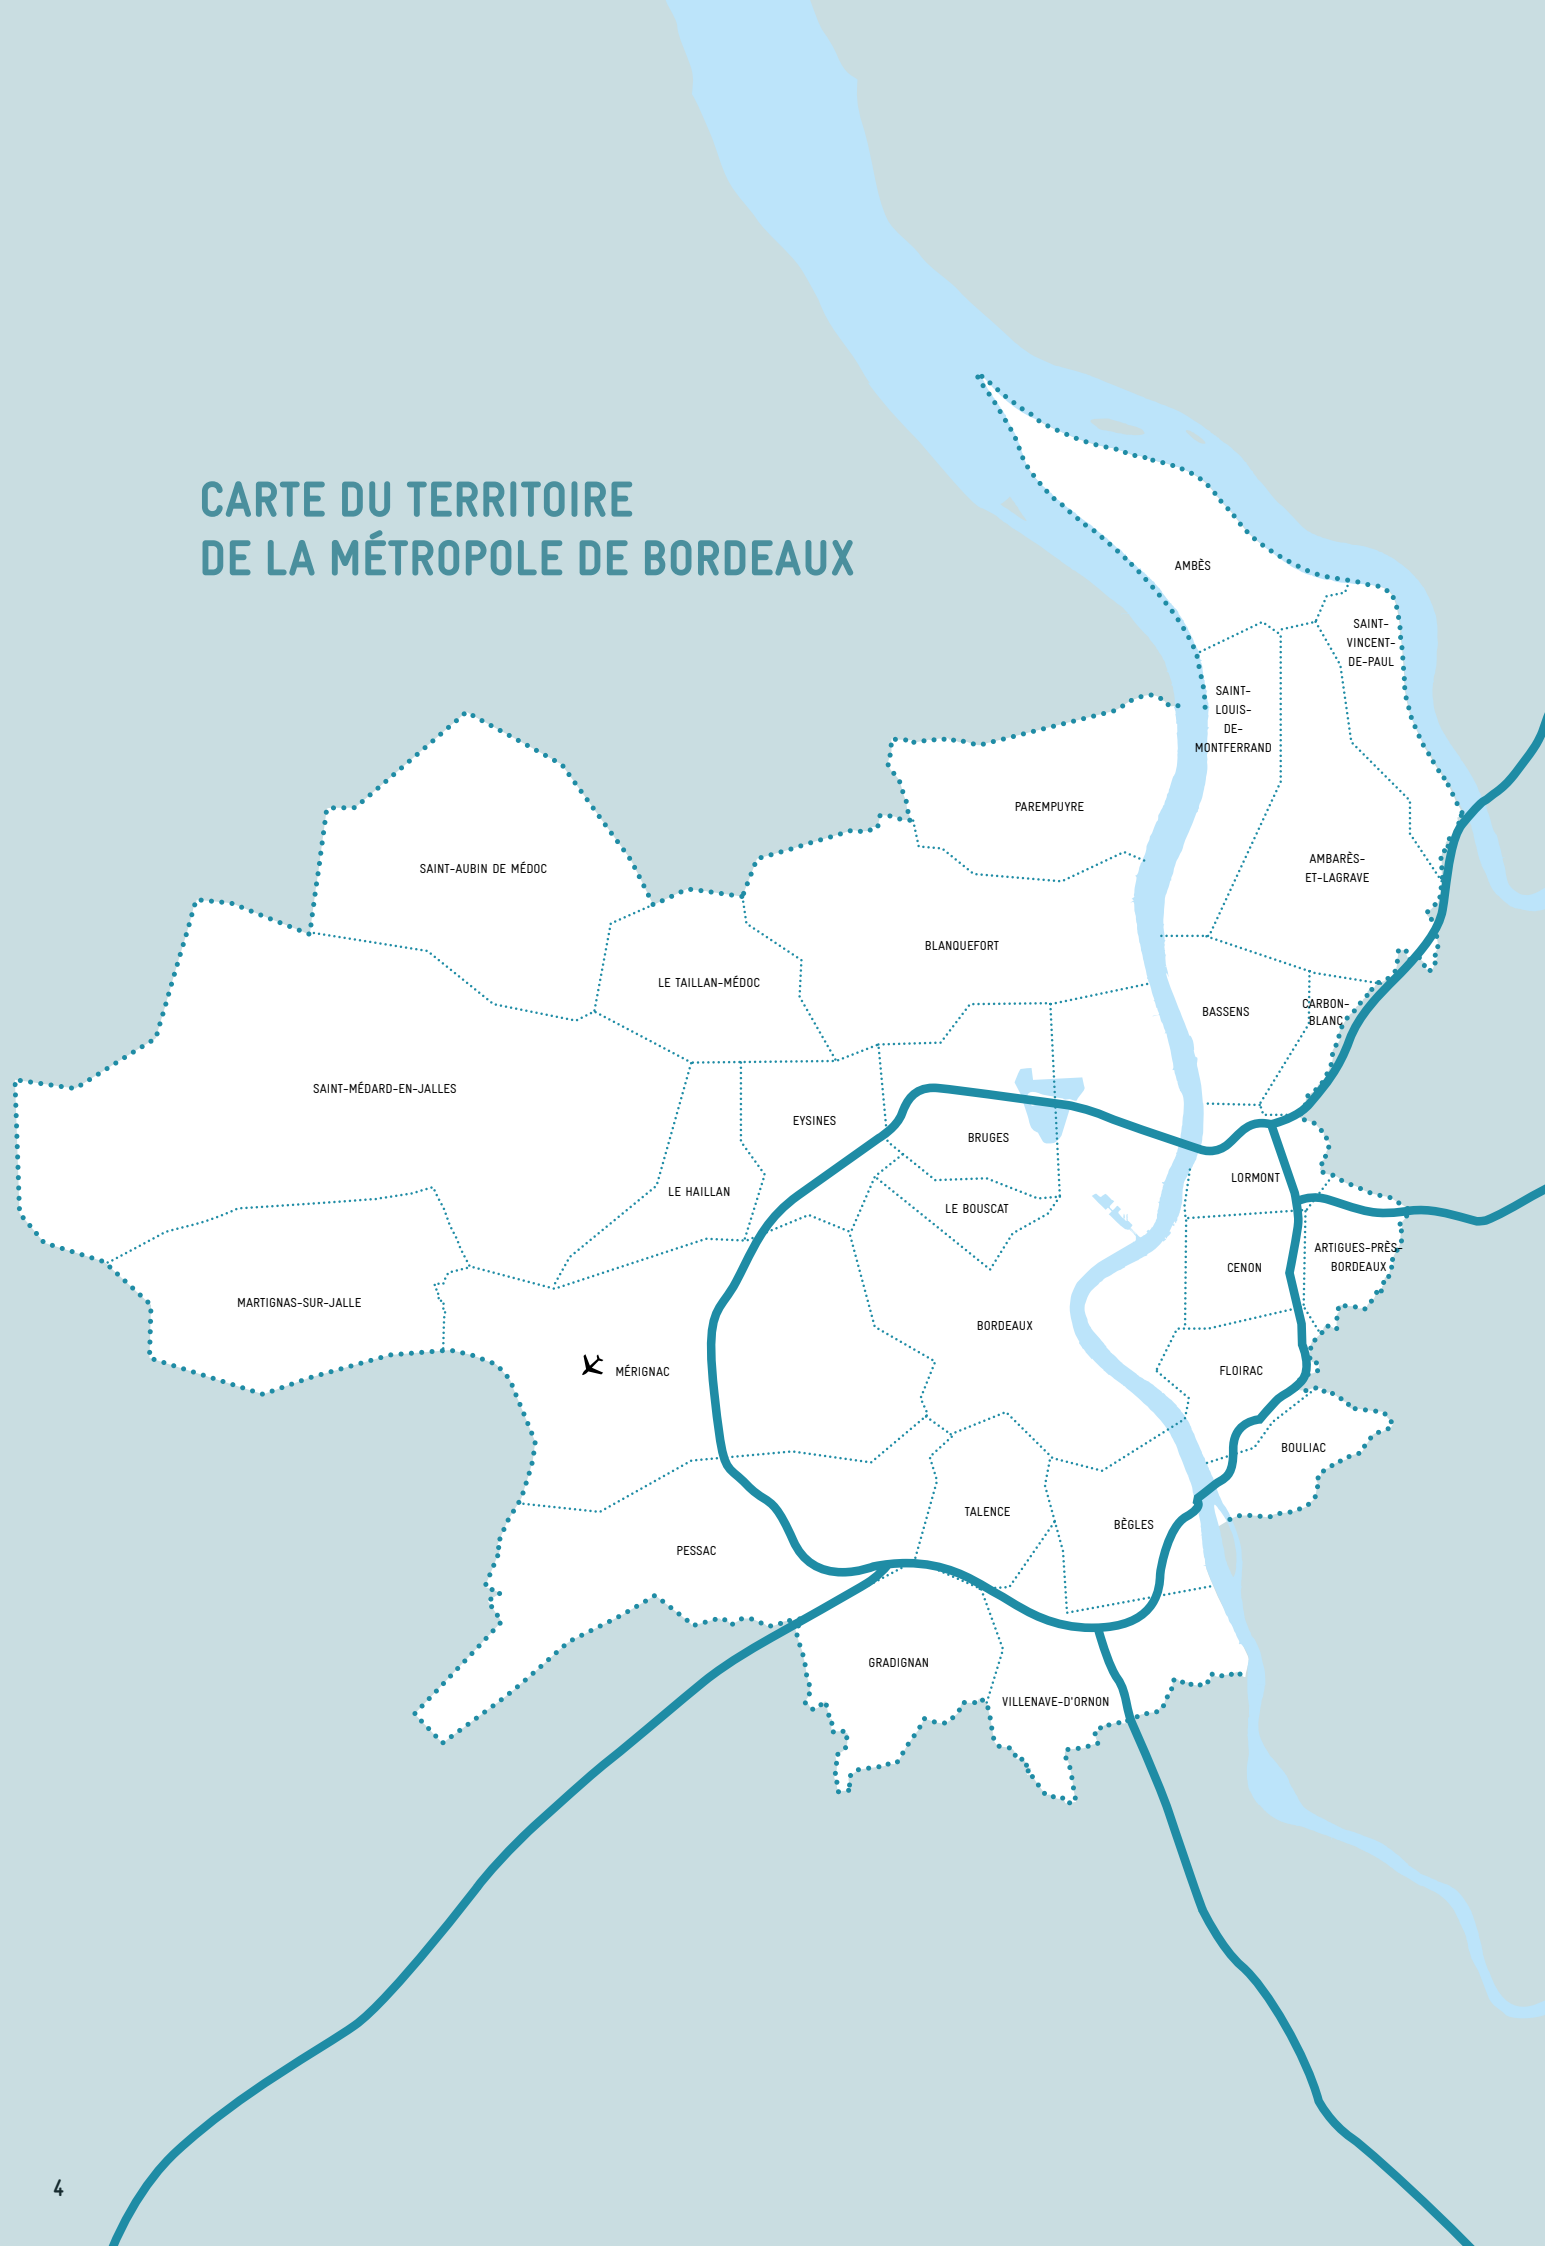 CARTE DU TERRITOIRE
DE LA MÉTROPOLE DE BORDEAUX
AMBÈS
SAINT-
VINCENT-
DE-PAUL
SAINT-
LOUIS-
DE-
MONTFERRAND
PAREMPUYRE
AMBARÈS-
ET-LAGRAVE
SAINT-AUBIN DE MÉDOC
BLANQUEFORT
LE TAILLAN-MÉDOC
BASSENS
CARBON-
BLANC
SAINT-MÉDARD-EN-JALLES
EYSINES
BRUGES
LE HAILLAN
LORMONT
LE BOUSCAT
ARTIGUES-PRÈS-
BORDEAUX
CENON
MARTIGNAS-SUR-JALLE
BORDEAUX
MÉRIGNAC
FLOIRAC
BOULIAC
TALENCE
BÈGLES
PESSAC
GRADIGNAN
VILLENAVE-D'ORNON
4